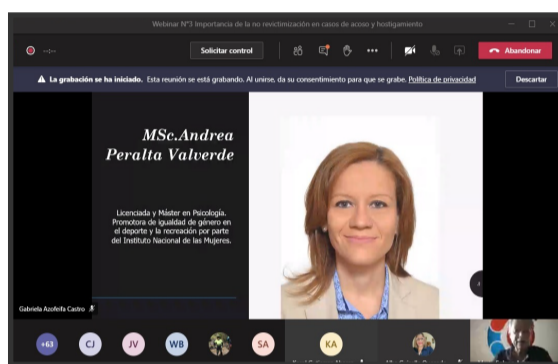 Webinar N°3 Importancia de la no revictimización en casos de acoso y hostigamiento
--:--
Solicitar control
Abandonar
La grabación se ha iniciado. Esta reunión se está grabando. Al unirse, da su consentimiento para que se grabe. Política de privacidad
Descartar
MSc.Andrea
Peralta Valverde
Licenciada y Máster en Psicología.
Promotora de igualdad de género en
el deporte y la recreación por parte
del Instituto Nacional de las Mujeres.
Gabriela Azofeifa Castro
+63
CJ
JV
WB
SA
KA